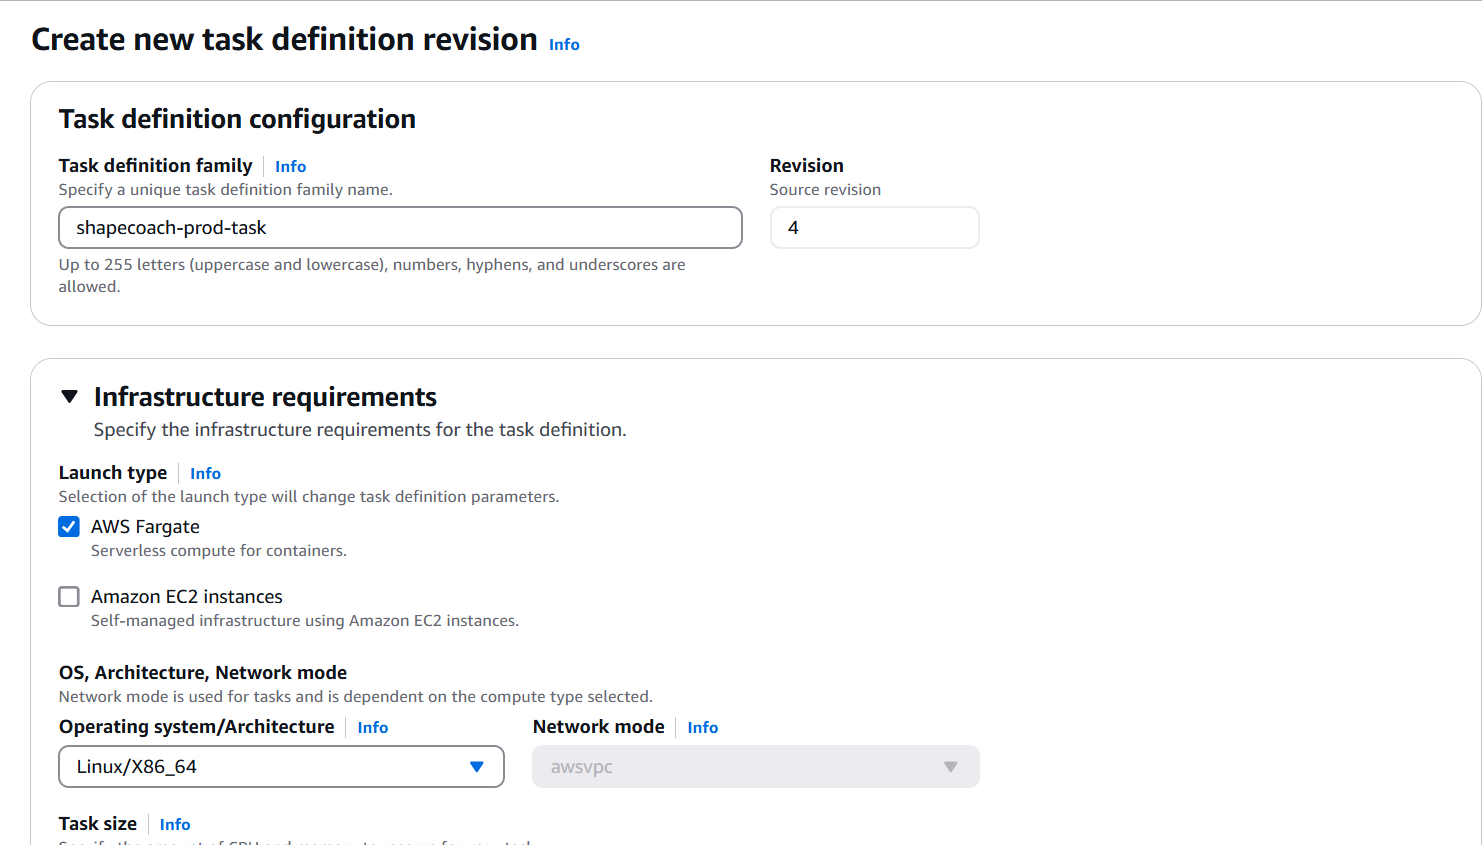 Create new task definition revision Info
Task definition configuration
Task definition family Info
Specify a unique task definition family name.
shapecoach-prod-task
Up to 255 letters (uppercase and lowercase), numbers, hyphens, and underscores are
allowed.
Revision
Source revision
4
Infrastructure requirements
Specify the infrastructure requirements for the task definition.
Launch type Info
Selection of the launch type will change task definition parameters.
AWS Fargate
Serverless compute for containers.
Amazon EC2 instances
Self-managed infrastructure using Amazon EC2 instances.
OS, Architecture, Network mode
Network mode is used for tasks and is dependent on the compute type selected.
Operating system/Architecture Info
Linux/X86_64
Network mode Info
awsvpc
Task size Info